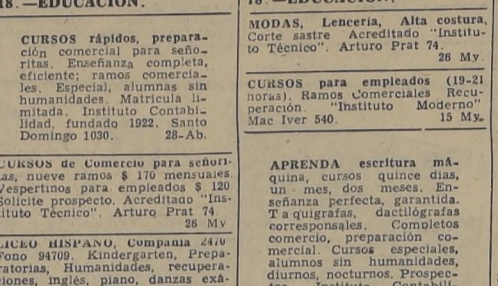 18. —EDUCACION.
CURSOS rápidos, prepara-
ción comercial para seño-
ritas. Enseñanza completa,
eficiente; ramos comercia-
les. Especial, alumnas sin
humanidades. Matrícula li-
mitada. Instituto Contabi-
lidad, fundado 1922. Santo
Domingo 1030. 28-Ab.
CURSOS de Comercio para señori-
tas, nueve ramos $ 170 mensuales
Vespertinos para empleados $ 120
Solicite prospecto. Acreditado "Ins-
tituto Técnico". Arturo Prat 74.
26 My
LICEO HISPANO, Compañía 2470
Fono 94709. Kindergarten, Prepa-
ratorias, Humanidades, recupera-
ciones, inglés, piano, danzas exá-
18.—EDUCACION.
MODAS, Lencería, Alta costura,
Corte sastre Acreditado "Institu-
to Técnico". Arturo Prat 74.
26 My.
CURSOS para empleados (19-21
horas). Ramos Comerciales Recu-
peración. "Instituto Moderno"
Mac Iver 540. 15 My.
APRENDA escritura má-
quina, cursos quince días,
un mes, dos meses. En-
señanza perfecta, garantida.
Taquígrafas, dactilógrafas
corresponsales. Completos
comercio, preparación co-
mercial. Cursos especiales,
alumnos sin humanidades,
diurnos, nocturnos. Prospec-
Instituto Contabili-